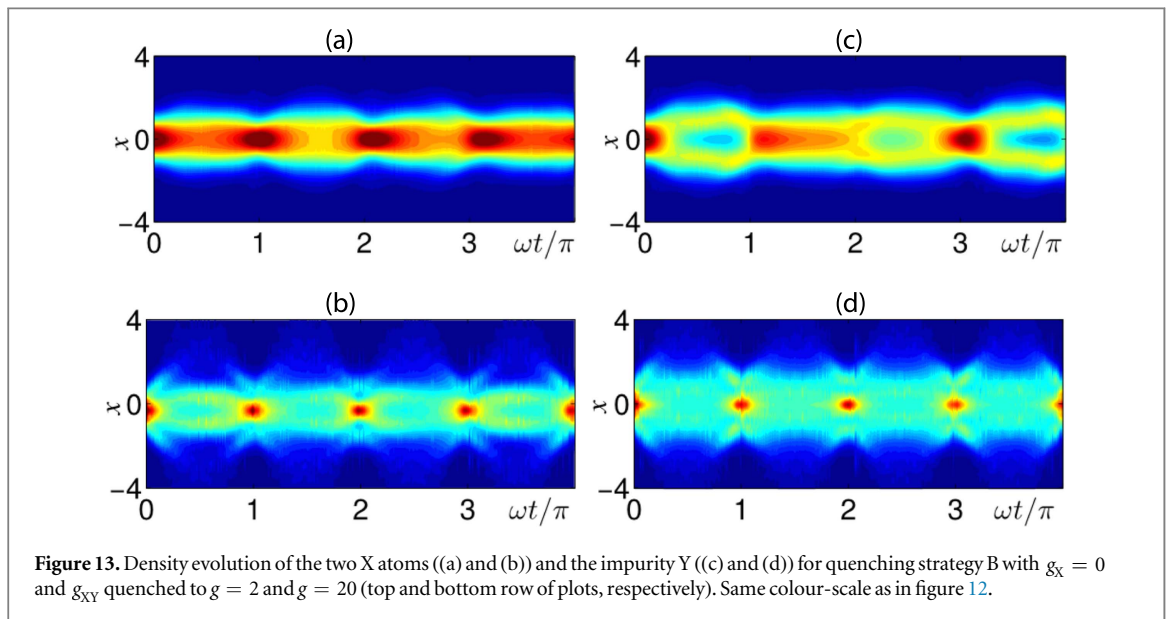 (a)
4
x 0
−4
0 1 2 3 ωt/π
(c)
4
x 0
−4
0 1 2 3 ωt/π
(b)
4
x 0
−4
0 1 2 3 ωt/π
(d)
4
x 0
−4
0 1 2 3 ωt/π
Figure 13. Density evolution of the two X atoms ((a) and (b)) and the impurity Y ((c) and (d)) for quenching strategy B with g_X = 0
and g_XY quenched to g = 2 and g = 20 (top and bottom row of plots, respectively). Same colour-scale as in figure 12.